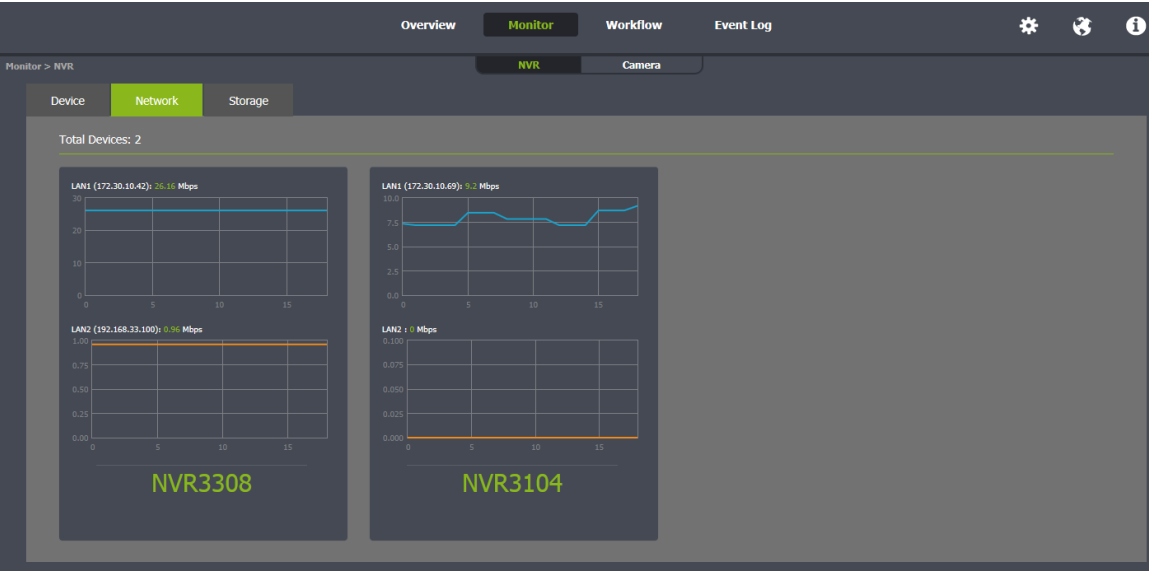 Overview Monitor Workflow Event Log
Monitor > NVR
NVR Camera
Device Network Storage
Total Devices: 2
LAN1 (172.30.10.42): 26.16 Mbps
30
20
10
0
0 5 10 15
LAN2 (192.168.33.100): 0.96 Mbps
1.00
0.75
0.50
0.25
0.00
0 5 10 15
NVR3308
LAN1 (172.30.10.69): 9.2 Mbps
10.0
7.5
5.0
2.5
0.0
0 5 10 15
LAN2 : 0 Mbps
0.100
0.075
0.050
0.025
0.000
0 5 10 15
NVR3104